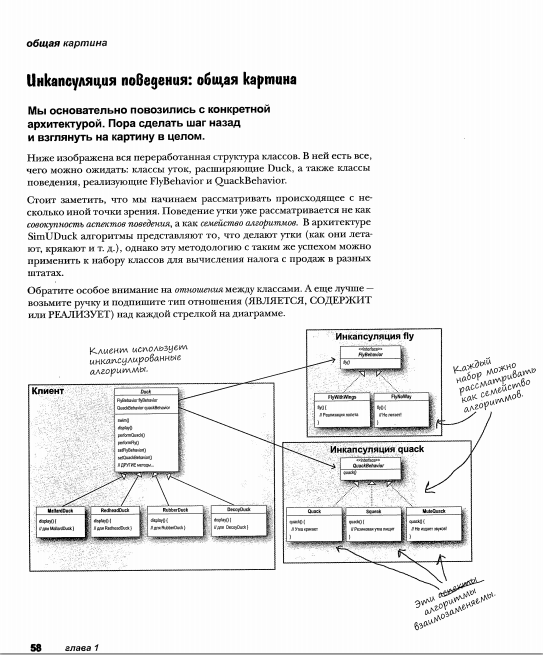 общая картина
Инкапсуляция поведения: общая картина
Мы основательно повозились с конкретной
архитектурой. Пора сделать шаг назад
и взглянуть на картину в целом.
Ниже изображена вся переработанная структура классов. В ней есть все,
чего можно ожидать: классы уток, расширяющие Duck, а также классы
поведения, реализующие FlyBehavior и QuackBehavior.
Стоит заметить, что мы начинаем рассматривать происходящее с не-
сколько иной точки зрения. Поведение утки уже рассматривается не как
совокупность аспектов поведения, а как семейство алгоритмов. В архитектуре
SimUDuck алгоритмы представляют то, что делают утки (как они лета-
ют, крякают и т. д.), однако эту методологию с таким же успехом можно
применить к набору классов для вычисления налога с продаж в разных
штатах.
Обратите особое внимание на отношения между классами. А еще лучше —
возьмите ручку и подпишите тип отношения (ЯВЛЯЕТСЯ, СОДЕРЖИТ
или РЕАЛИЗУЕТ) над каждой стрелкой на диаграмме.
Клиент использует
инкапсулированные
алгоритмы.
Клиент
Duck
FlyBehavior flyBehavior
QuackBehavior quackBehavior
swim()
display()
performQuack()
performFly()
setFlyBehavior()
setQuackBehavior()
// ДРУГИЕ методы...
MallardDuck
display() {
// для MallardDuck }
RedheadDuck
display() {
// для RedheadDuck }
RubberDuck
display() {
// для RubberDuck }
DecoyDuck
display() {
// для DecoyDuck }
Инкапсуляция fly
<<interface>>
FlyBehavior
fly()
FlyWithWings
fly() {
// Реализация полета
}
FlyNoWay
fly() {
// Не летает!
}
Каждый
набор можно
рассматривать
как семейство
алгоритмов.
Инкапсуляция quack
<<interface>>
QuackBehavior
quack()
Quack
quack() {
// Утка крякает
}
Squeak
quack() {
// Резиновая утка пищит
}
MuteQuack
quack() {
// Не издает звуков!
}
Эти аспекты
алгоритмы
взаимозаменяемы.
58 глава 1